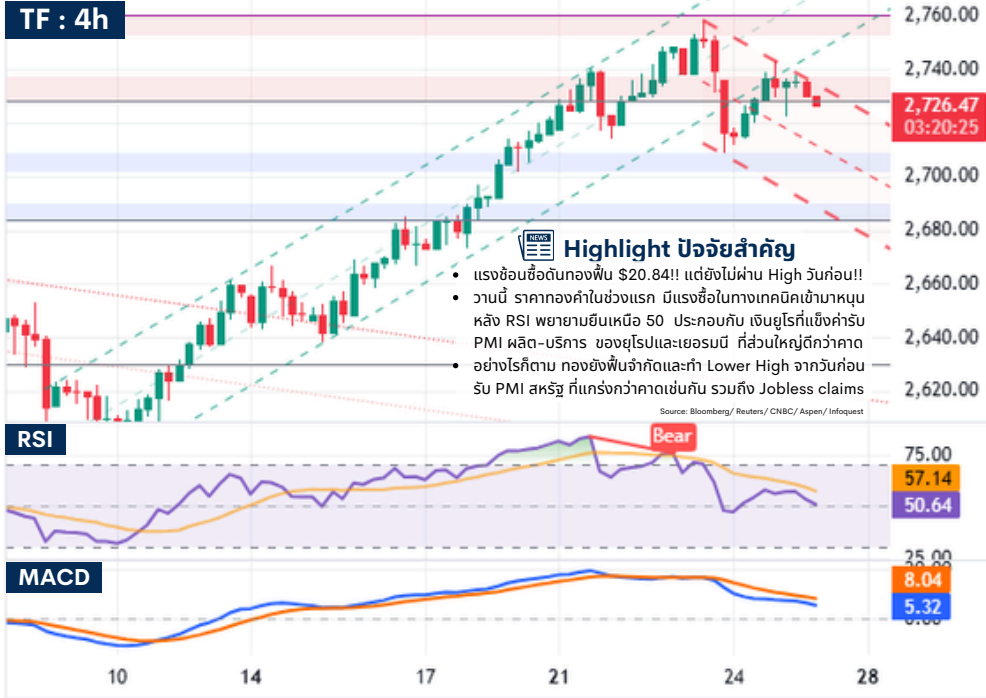 TF : 4h
2,760.00
2,740.00
2,726.47
03:20:25
2,700.00
2,680.00
2,660.00
2,640.00
2,620.00
NEWS
Highlight ปัจจัยสำคัญ
• แรงช้อนซื้อดันทองฟื้น $20.84!! แต่ยังไม่ผ่าน High วันก่อน!!
• วานนี้ ราคาทองคำในช่วงแรก มีแรงซื้อในทางเทคนิคเข้ามาหนุน
หลัง RSI พยายามยืนเหนือ 50 ประกอบกับ เงินยูโรที่แข็งค่ารับ
PMI ผลิต-บริการ ของยุโรปและเยอรมนี ที่ส่วนใหญ่ดีกว่าคาด
• อย่างไรก็ตาม ทองยังฟื้นจำกัดและทำ Lower High จากวันก่อน
รับ PMI สหรัฐ ที่แกร่งกว่าคาดเช่นกัน รวมถึง Jobless claims
Source: Bloomberg/ Reuters/ CNBC/ Aspen/ Infoquest
RSI
Bear
75.00
57.14
50.64
25.00
MACD
8.04
5.32
10
14
17
21
24
28